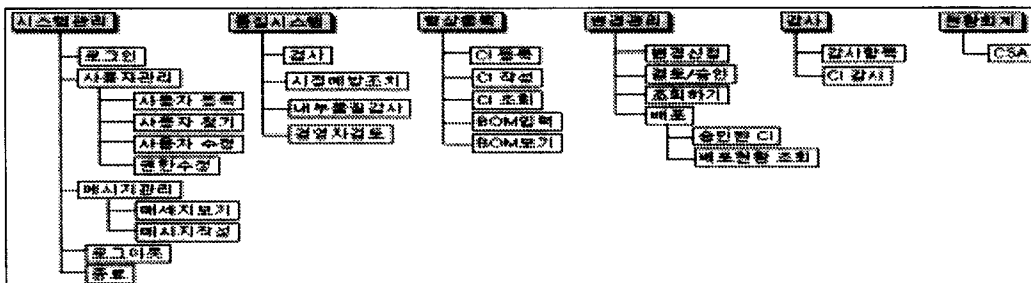 시스템관리
로그인
사용자관리
사용자 등록
사용자 찾기
사용자 수정
권한수정
메시지관리
메세지보기
메시지작성
로그아웃
종료
품질시스템
검사
시정예방조치
내부품질감사
경영자검토
형상등록
CI 등록
CI 작성
CI 조회
BOM입력
BOM보기
변경관리
변경신청
검토/승인
조회하기
배포
승인된 CI
배포현황 조회
감사
감사항목
CI 감사
현황회계
CSA